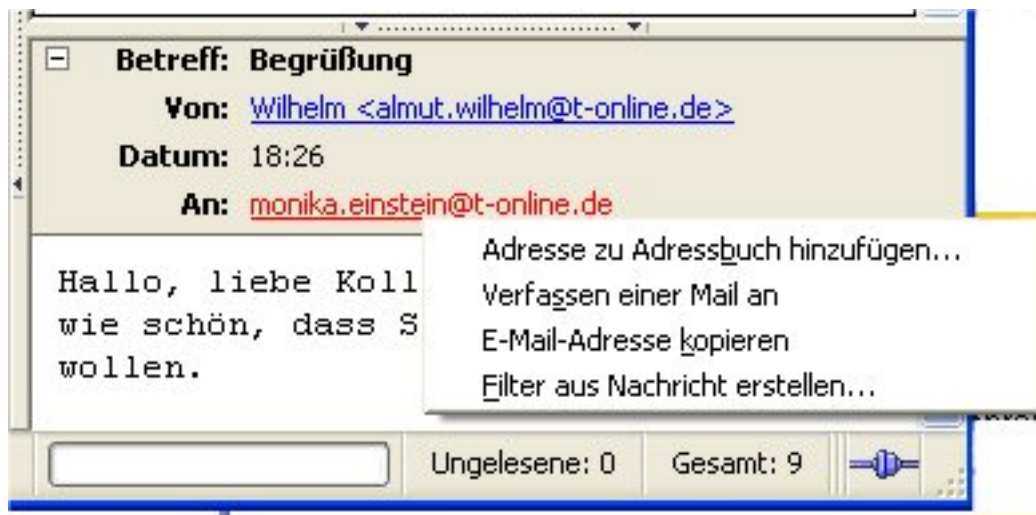 Betreff: Begrüßung
Von: Wilhelm <almut.wilhelm@t-online.de>
Datum: 18:26
An: monika.einstein@t-online.de
Adresse zu Adressbuch hinzufügen...
Verfassen einer Mail an
E-Mail-Adresse kopieren
Filter aus Nachricht erstellen...
Hallo, liebe Koll
wie schön, dass S
wollen.
Ungelesene: 0 Gesamt: 9